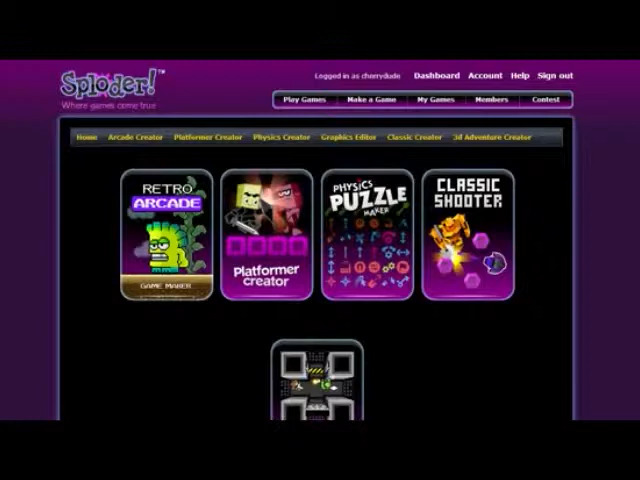 Sploder!™
Where games come true
Logged in as cherrydude Dashboard Account Help Sign out
Play Games Make a Game My Games Members Contest
Home Arcade Creator Platformer Creator Physics Creator Graphics Editor Classic Creator 3d Adventure Creator
RETRO
ARCADE
GAME MAKER
Platformer
creator
PHYSICS
PUZZLE
MAKER
CLASSIC
SHOOTER